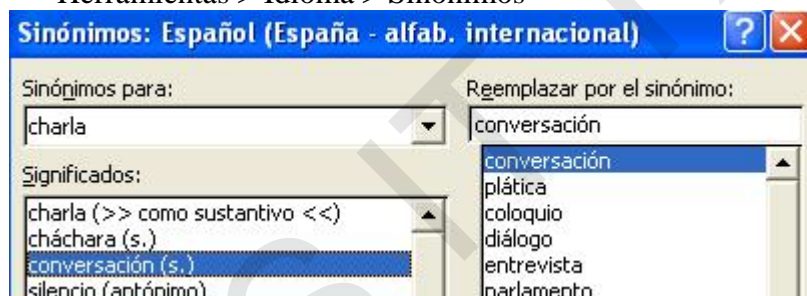 Herramientas > Idioma > Sinónimos
Sinónimos: Español (España - alfab. internacional)
Sinónimos para:
charla
Significados:
charla (>> como sustantivo <<)
cháchara (s.)
conversación (s.)
silencio (antónimo)
Reemplazar por el sinónimo:
conversación
conversación
plática
coloquio
diálogo
entrevista
parlamento